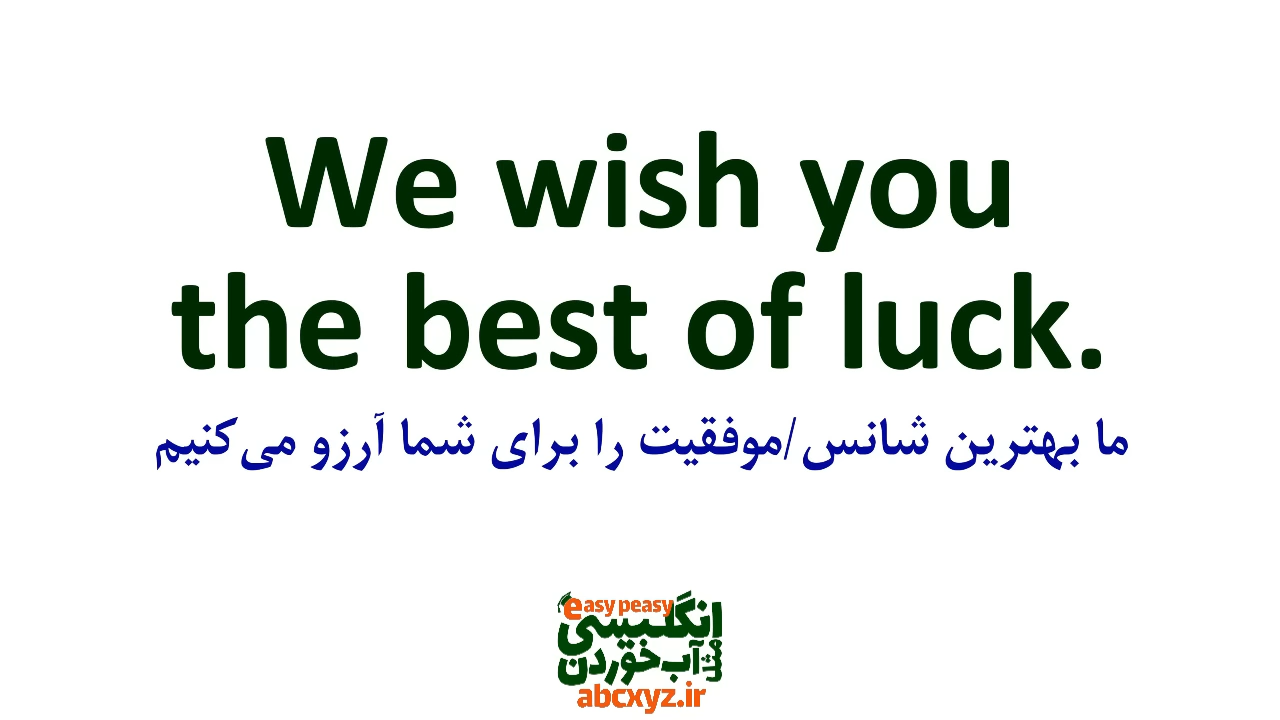 We wish you
the best of luck.
ما بهترین شانس/موفقیت را برای شما آرزو می‌کنیم
easy peasy
انگلیسی
مثل آب خوردن
abcxyz.ir